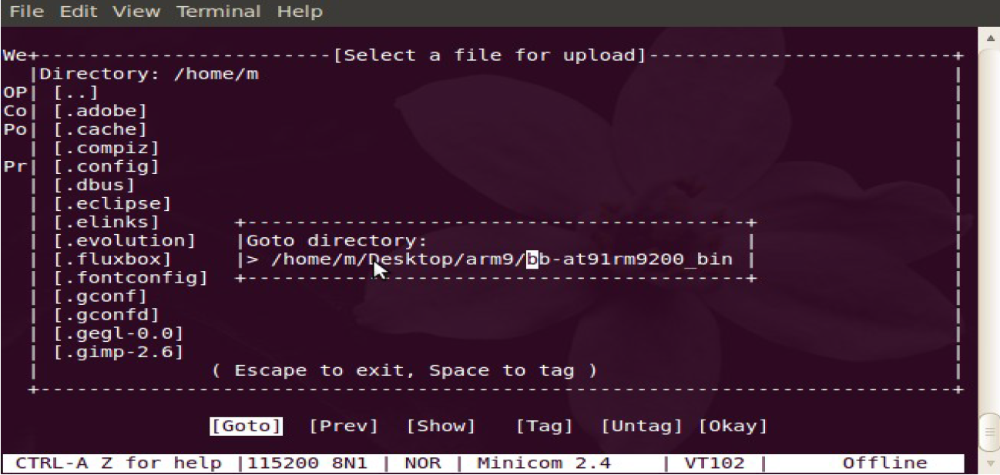 File Edit View Terminal Help
We+------------------------[Select a file for upload]--------------------------+
|Directory: /home/m |
OP| [..] |
Co| [.adobe] |
Po| [.cache] |
| [.compiz] |
Pr| [.config] |
| [.dbus] |
| [.eclipse] |
| [.elinks] +-----------------------------------------+ |
| [.evolution] |Goto directory: | |
| [.fluxbox] |> /home/m/Desktop/arm9/bb-at91rm9200_bin | |
| [.fontconfig] +-----------------------------------------+ |
| [.gconf] |
| [.gconfd] |
| [.gegl-0.0] |
| [.gimp-2.6] |
| ( Escape to exit, Space to tag ) |
+----------------------------------------------------------------------------+
[Goto] [Prev] [Show] [Tag] [Untag] [Okay]
CTRL-A Z for help |115200 8N1 | NOR | Minicom 2.4 | VT102 | Offline